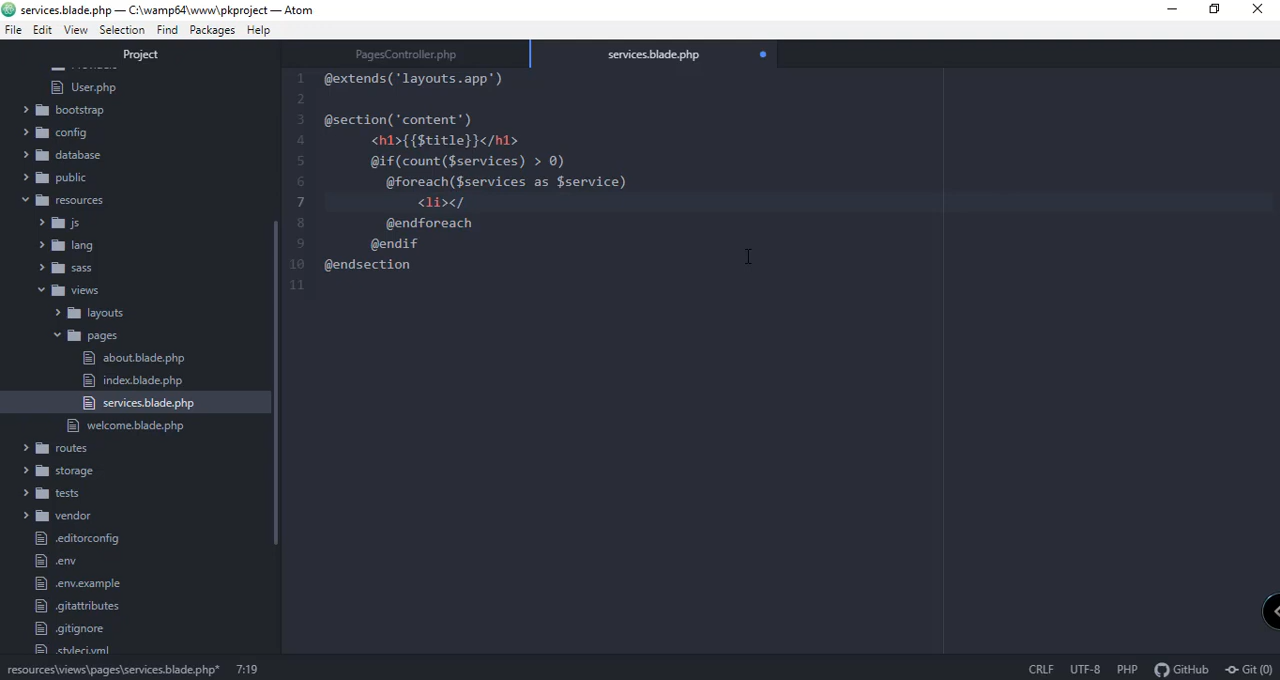 services.blade.php — C:\wamp64\www\pkproject — Atom
File Edit View Selection Find Packages Help
Project
PagesController.php
services.blade.php
User.php
bootstrap
config
database
public
resources
js
lang
sass
views
layouts
pages
about.blade.php
index.blade.php
services.blade.php
welcome.blade.php
routes
storage
tests
vendor
.editorconfig
.env
.env.example
.gitattributes
.gitignore
.styleci.yml
1 @extends('layouts.app')
2
3 @section('content')
4 <h1>{{$title}}</h1>
5 @if(count($services) > 0)
6 @foreach($services as $service)
7 <li></
8 @endforeach
9 @endif
10 @endsection
11
resources\views\pages\services.blade.php* 7:19
CRLF UTF-8 PHP GitHub Git (0)